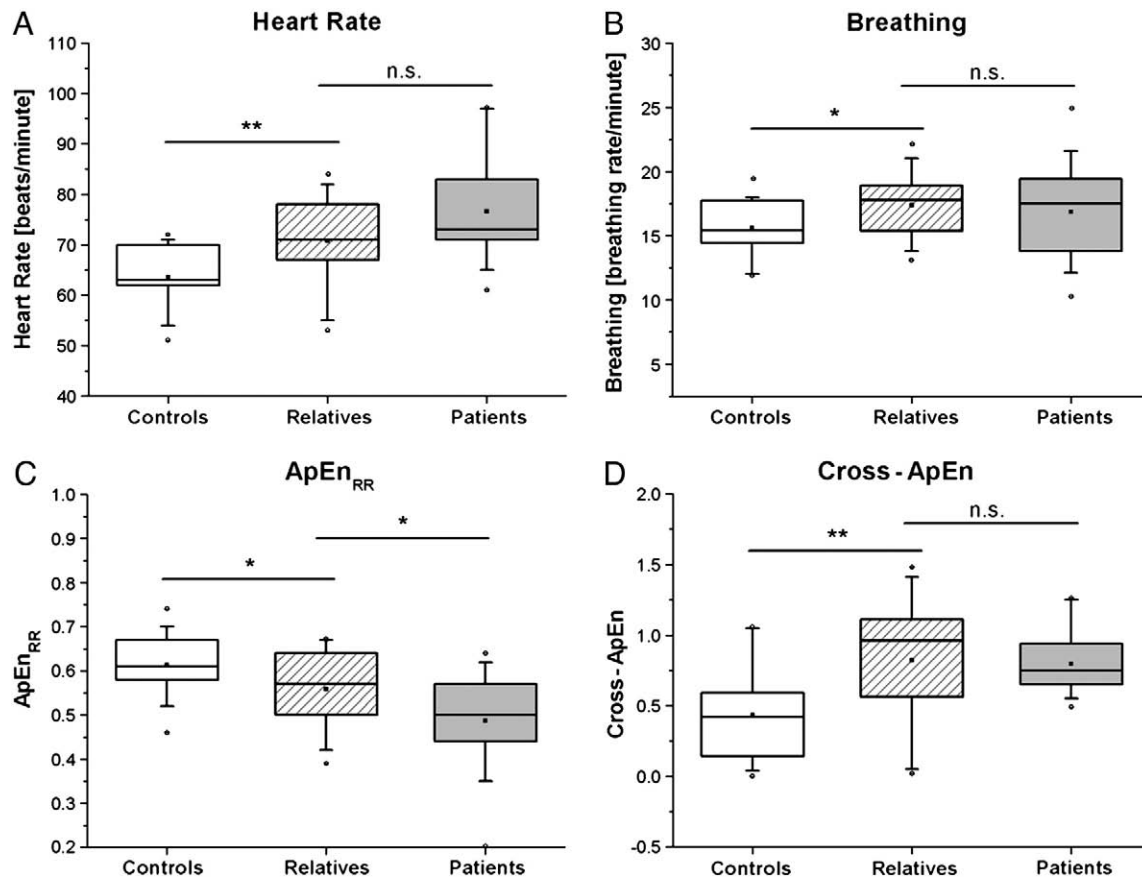 A
Heart Rate
Heart Rate [beats/minute]
110
100
90
80
70
60
50
40
**
n.s.
Controls
Relatives
Patients
B
Breathing
Breathing [breathing rate/minute]
30
25
20
15
10
5
*
n.s.
Controls
Relatives
Patients
C
ApEnRR
ApEnRR
1.0
0.9
0.8
0.7
0.6
0.5
0.4
0.3
0.2
*
*
Controls
Relatives
Patients
D
Cross - ApEn
Cross - ApEn
2.0
1.5
1.0
0.5
0.0
-0.5
**
n.s.
Controls
Relatives
Patients